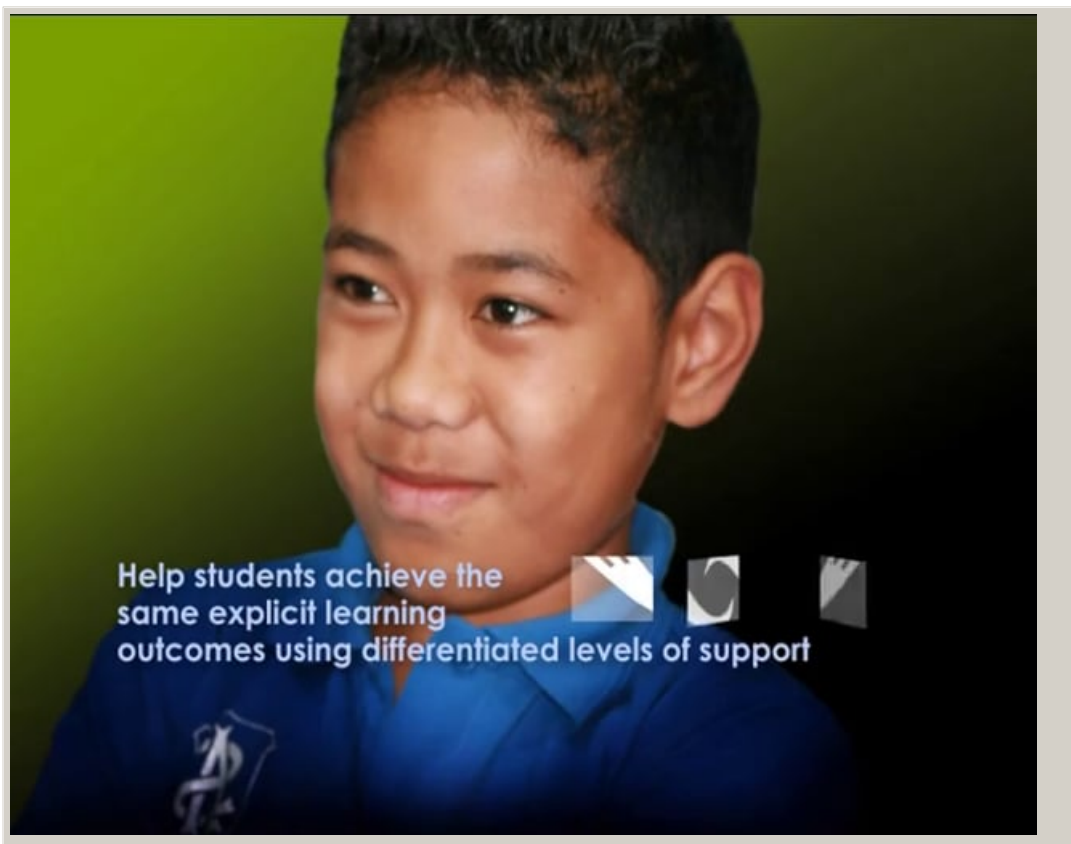 Help students achieve the
same explicit learning
outcomes using differentiated levels of support